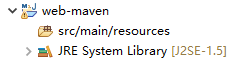 web-maven
src/main/resources
JRE System Library [J2SE-1.5]